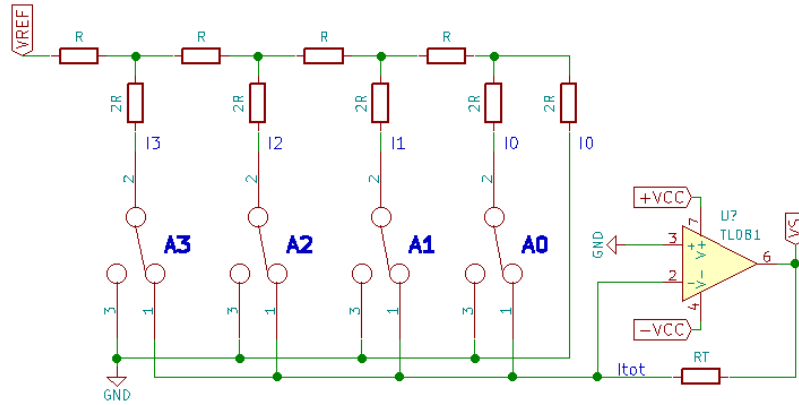 VREF
R
R
R
R
2R
2R
2R
2R
2R
I3
I2
I1
I0
I0
2
2
2
2
A3
A2
A1
A0
+VCC
U?
TL081
7
VS
GND
3
+
V+
6
2
-
V-
4
-VCC
3
1
3
1
3
1
3
1
GND
Itot
RT